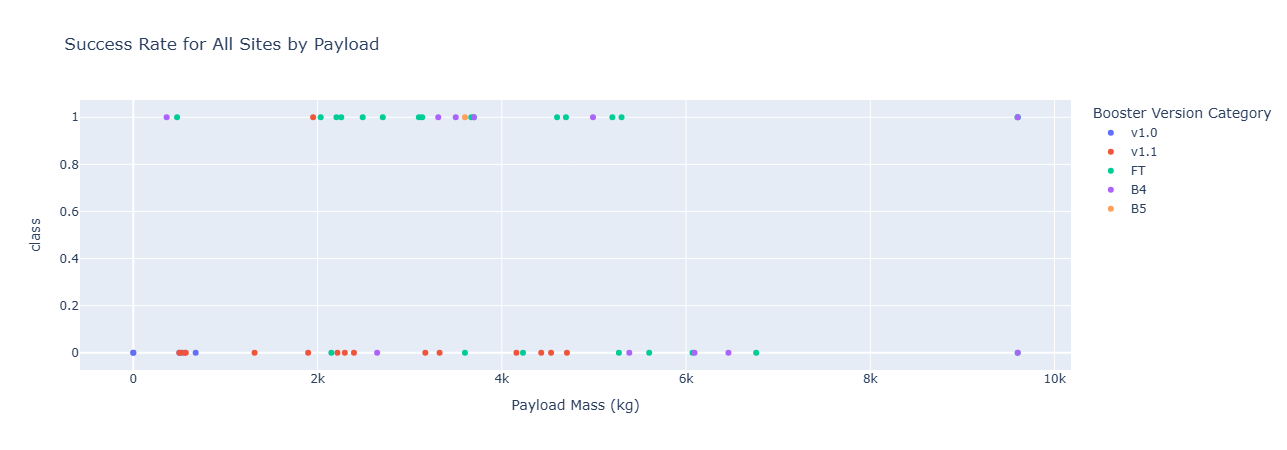 Success Rate for All Sites by Payload
Booster Version Category
v1.0
v1.1
FT
B4
B5
class
1
0.8
0.6
0.4
0.2
0
0 2k 4k 6k 8k 10k
Payload Mass (kg)